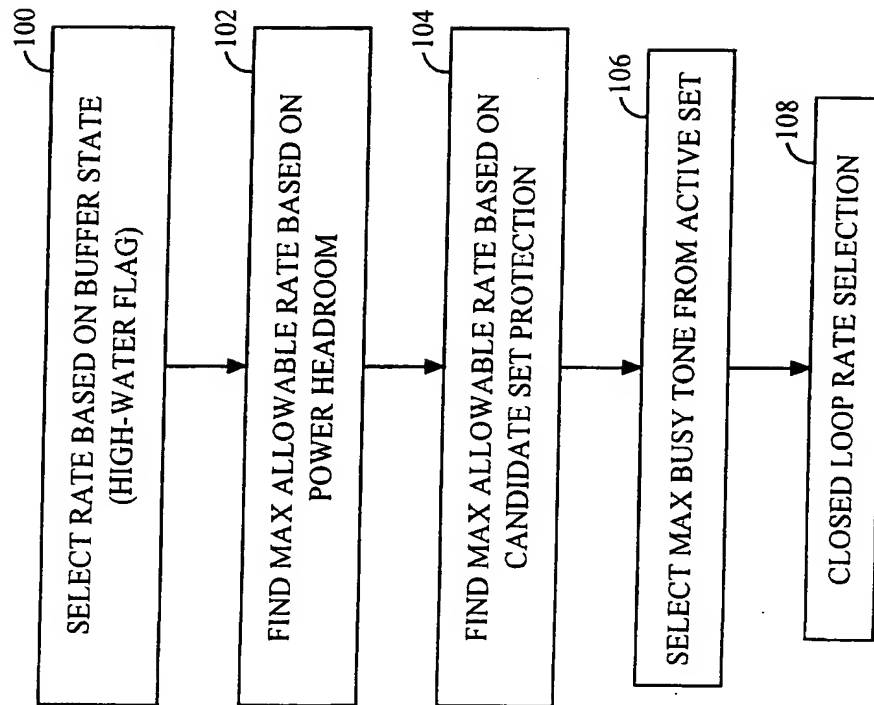 100
SELECT RATE BASED ON BUFFER STATE
(HIGH-WATER FLAG)
102
FIND MAX ALLOWABLE RATE BASED ON
POWER HEADROOM
104
FIND MAX ALLOWABLE RATE BASED ON
CANDIDATE SET PROTECTION
106
SELECT MAX BUSY TONE FROM ACTIVE SET
108
CLOSED LOOP RATE SELECTION